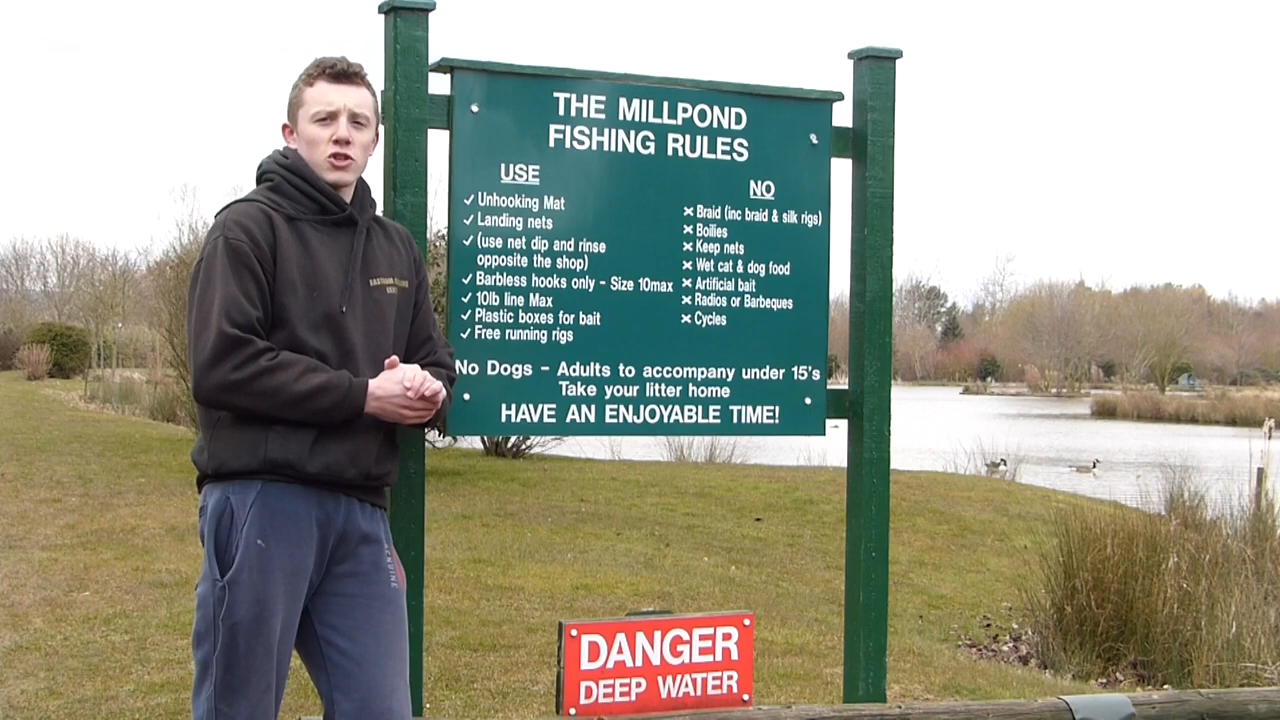 THE MILLPOND
FISHING RULES
USE
✓ Unhooking Mat
✓ Landing nets
✓ (use net dip and rinse
opposite the shop)
✓ Barbless hooks only - Size 10max
✓ 10lb line Max
✓ Plastic boxes for bait
✓ Free running rigs
NO
× Braid (inc braid & silk rigs)
× Boilies
× Keep nets
× Wet cat & dog food
× Artificial bait
× Radios or Barbeques
× Cycles
No Dogs - Adults to accompany under 15's
Take your litter home
HAVE AN ENJOYABLE TIME!
DANGER
DEEP WATER
GENUINE